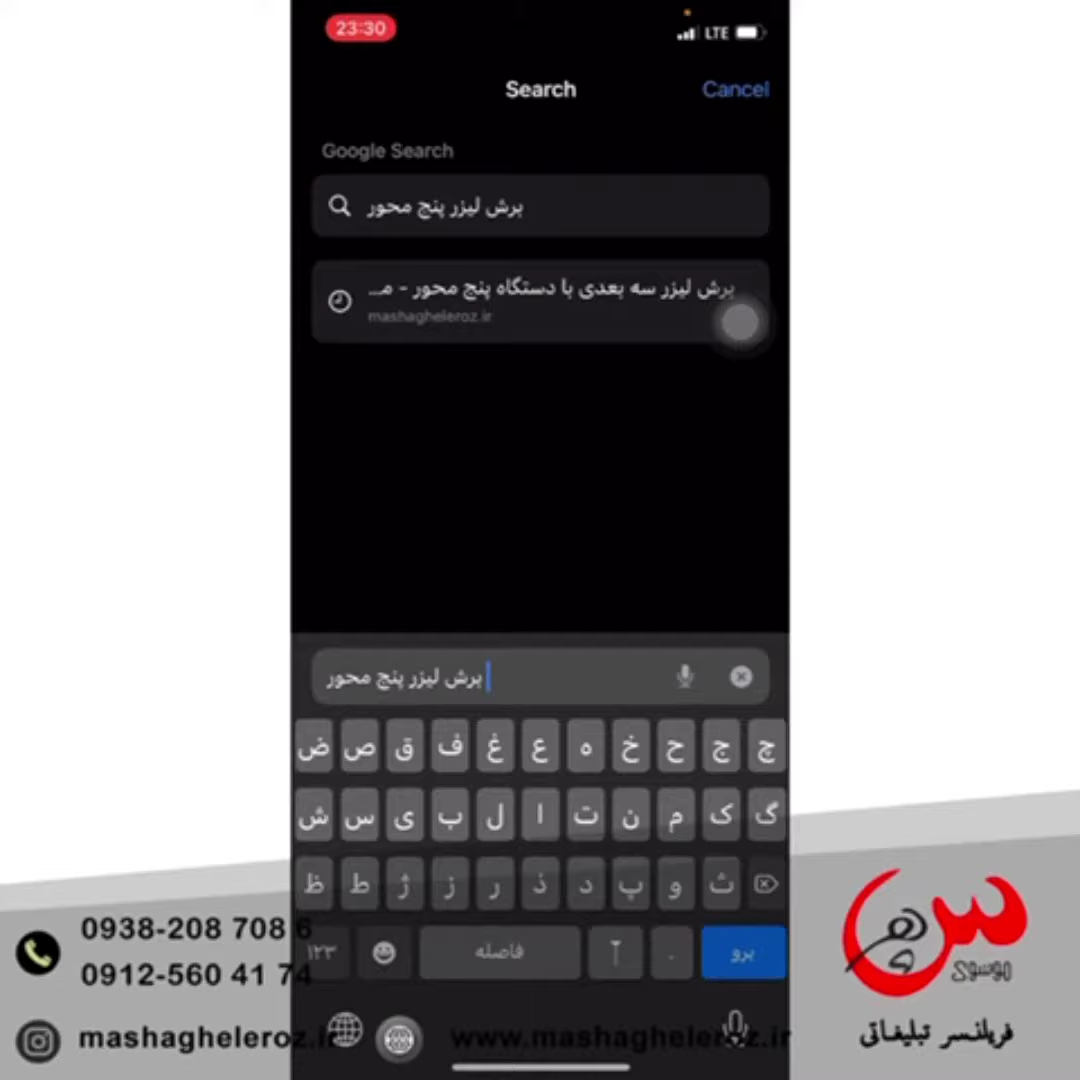 23:30
LTE
Search
Cancel
Google Search
برش لیزر پنج محور
برش لیزر سه بعدی با دستگاه پنج محور - مـ...
mashagheleroz.ir
برش لیزر پنج محور
ض ص ق ف غ ع ه خ ح ج چ
ش س ی ب ل ا ت ن م ک گ
ظ ط ژ ز ر ذ د پ و ث
۱۲۳
فاصله
.
برو
0938-208 708 6
0912-560 41 74
mashagheleroz.ir
www.mashagheleroz.ir
موسوی
فریلنسر تبلیغاتی